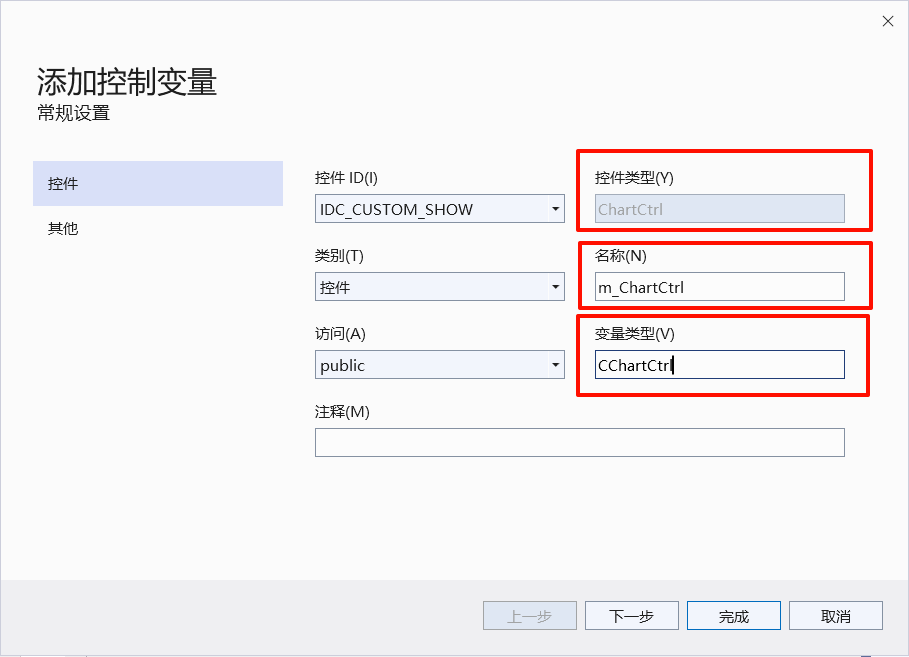 添加控制变量
常规设置
控件
其他
控件 ID(I)
IDC_CUSTOM_SHOW
控件类型(Y)
ChartCtrl
类别(T)
控件
名称(N)
m_ChartCtrl
访问(A)
public
变量类型(V)
CChartCtrl
注释(M)
上一步
下一步
完成
取消